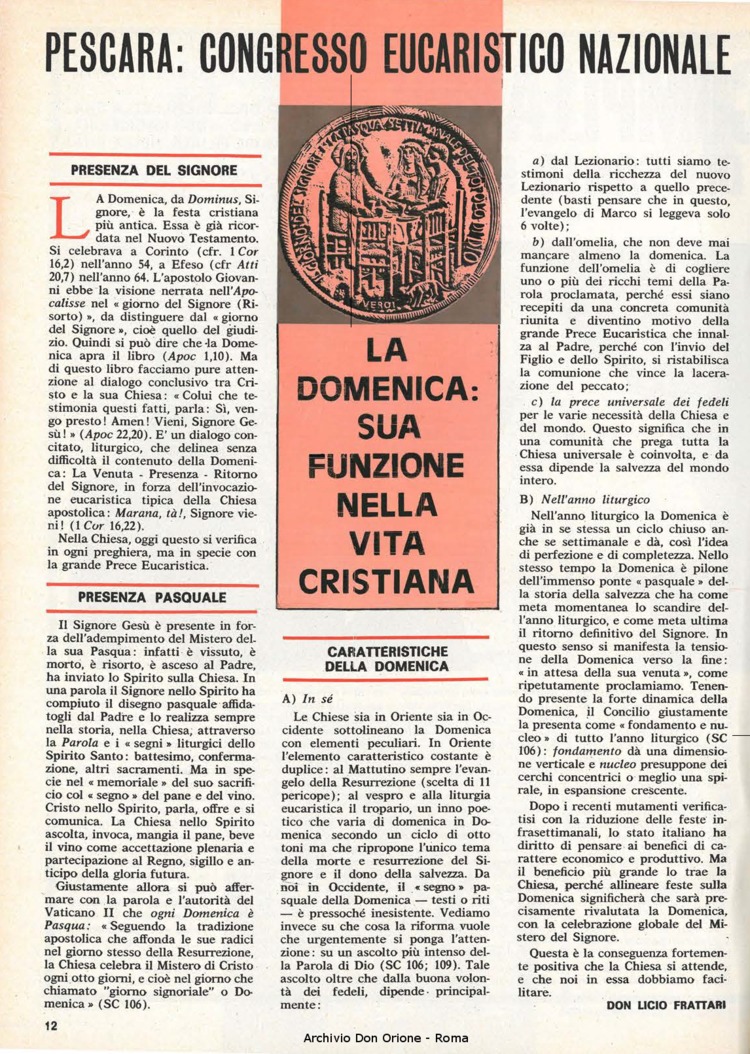 PESCARA: CONGRESSO EUCARISTICO NAZIONALE
PRESENZA DEL SIGNORE
LA Domenica, da Dominus, Si-
gnore, è la festa cristiana
più antica. Essa è già ricor-
data nel Nuovo Testamento.
Si celebrava a Corinto (cfr. 1 Cor
16,2) nell'anno 54, a Efeso (cfr Atti
20,7) nell'anno 64. L'apostolo Giovan-
ni ebbe la visione nerrata nell'Apo-
calisse nel « giorno del Signore (Ri-
sorto) », da distinguere dal « giorno
del Signore », cioè quello del giudi-
zio. Quindi si può dire che la Dome-
nica apra il libro (Apoc 1,10). Ma
di questo libro facciamo pure atten-
zione al dialogo conclusivo tra Cri-
sto e la sua Chiesa: « Colui che te-
stimonia questi fatti, parla: Sì, ven-
go presto! Amen! Vieni, Signore Ge-
sù! » (Apoc 22,20). E' un dialogo con-
citato, liturgico, che delinea senza
difficoltà il contenuto della Domeni-
ca: La Venuta - Presenza - Ritorno
del Signore, in forza dell'invocazio-
ne eucaristica tipica della Chiesa
apostolica: Marana, tà!, Signore vie-
ni! (1 Cor 16,22).
Nella Chiesa, oggi questo si verifica
in ogni preghiera, ma in specie con
la grande Prece Eucaristica.
PRESENZA PASQUALE
Il Signore Gesù è presente in for-
za dell'adempimento del Mistero del-
la sua Pasqua: infatti è vissuto, è
morto, è risorto, è asceso al Padre,
ha inviato lo Spirito sulla Chiesa. In
una parola il Signore nello Spirito ha
compiuto il disegno pasquale affida-
togli dal Padre e lo realizza sempre
nella storia, nella Chiesa, attraverso
la Parola e i « segni » liturgici dello
Spirito Santo: battesimo, conferma-
zione, altri sacramenti. Ma in spe-
cie nel « memoriale » del suo sacrifi-
cio col « segno » del pane e del vino.
Cristo nello Spirito, parla, offre e si
comunica. La Chiesa nello Spirito
ascolta, invoca, mangia il pane, beve
il vino come accettazione plenaria e
partecipazione al Regno, sigillo e an-
ticipo della gloria futura.
Giustamente allora si può affer-
mare con la parola e l'autorità del
Vaticano II che ogni Domenica è
Pasqua: « Seguendo la tradizione
apostolica che affonda le sue radici
nel giorno stesso della Resurrezione,
la Chiesa celebra il Mistero di Cristo
ogni otto giorni, e cioè nel giorno che
chiamato "giorno signoriale" o Do-
menica » (SC 106).
LA
DOMENICA:
SUA
FUNZIONE
NELLA
VITA
CRISTIANA
CARATTERISTICHE
DELLA DOMENICA
A) In sé
Le Chiese sia in Oriente sia in Oc-
cidente sottolineano la Domenica
con elementi peculiari. In Oriente
l'elemento caratteristico costante è
duplice: al Mattutino sempre l'evan-
gelo della Resurrezione (scelta di 11
pericope); al vespro e alla liturgia
eucaristica il tropario, un inno poe-
tico che varia di domenica in Do-
menica secondo un ciclo di otto
toni ma che ripropone l'unico tema
della morte e resurrezione del Si-
gnore e il dono della salvezza. Da
noi in Occidente, il « segno » pa-
squale della Domenica — testi o riti
— è pressoché inesistente. Vediamo
invece su che cosa la riforma vuole
che urgentemente si ponga l'atten-
zione: su un ascolto più intenso del-
la Parola di Dio (SC 106; 109). Tale
ascolto oltre che dalla buona volon-
tà dei fedeli, dipende principal-
mente:
a) dal Lezionario: tutti siamo te-
stimoni della ricchezza del nuovo
Lezionario rispetto a quello prece-
dente (basti pensare che in questo,
l'evangelo di Marco si leggeva solo
6 volte);
b) dall'omelia, che non deve mai
mancare almeno la domenica. La
funzione dell'omelia è di cogliere
uno o più dei ricchi temi della Pa-
rola proclamata, perché essi siano
recepiti da una concreta comunità
riunita e diventino motivo della
grande Prece Eucaristica che innal-
za al Padre, perché con l'invio del
Figlio e dello Spirito, si ristabilisca
la comunione che vince la lacera-
zione del peccato;
c) la prece universale dei fedeli
per le varie necessità della Chiesa e
del mondo. Questo significa che in
una comunità che prega tutta la
Chiesa universale è coinvolta, e da
essa dipende la salvezza del mondo
intero.
B) Nell'anno liturgico
Nell'anno liturgico la Domenica è
già in se stessa un ciclo chiuso an-
che se settimanale e dà, così l'idea
di perfezione e di completezza. Nello
stesso tempo la Domenica è pilone
dell'immenso ponte « pasquale » del-
la storia della salvezza che ha come
meta momentanea lo scandire del-
l'anno liturgico, e come meta ultima
il ritorno definitivo del Signore. In
questo senso si manifesta la tensio-
ne della Domenica verso la fine:
« in attesa della sua venuta », come
ripetutamente proclamiamo. Tenen-
do presente la forte dinamica della
Domenica, il Concilio giustamente
la presenta come « fondamento e nu-
cleo » di tutto l'anno liturgico (SC
106): fondamento dà una dimensio-
ne verticale e nucleo presuppone dei
cerchi concentrici o meglio una spi-
rale, in espansione crescente.
Dopo i recenti mutamenti verifica-
tisi con la riduzione delle feste in-
frasettimanali, lo stato italiano ha
diritto di pensare ai benefici di ca-
rattere economico e produttivo. Ma
il beneficio più grande lo trae la
Chiesa, perché allineare feste sulla
Domenica significherà che sarà pre-
cisamente rivalutata la Domenica,
con la celebrazione globale del Mi-
stero del Signore.
Questa è la conseguenza fortemen-
te positiva che la Chiesa si attende,
e che noi in essa dobbiamo faci-
litare.
DON LICIO FRATTARI
12
Archivio Don Orione - Roma